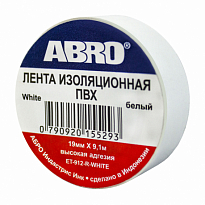 ABRO
ЛЕНТА ИЗОЛЯЦИОННАЯ
ПВХ
White
белый
0 790920 155293
19мм X 9,1м
высокая адгезия
ET-912-R-WHITE
АБРО Индастрис Инк • сделано в Индонезии